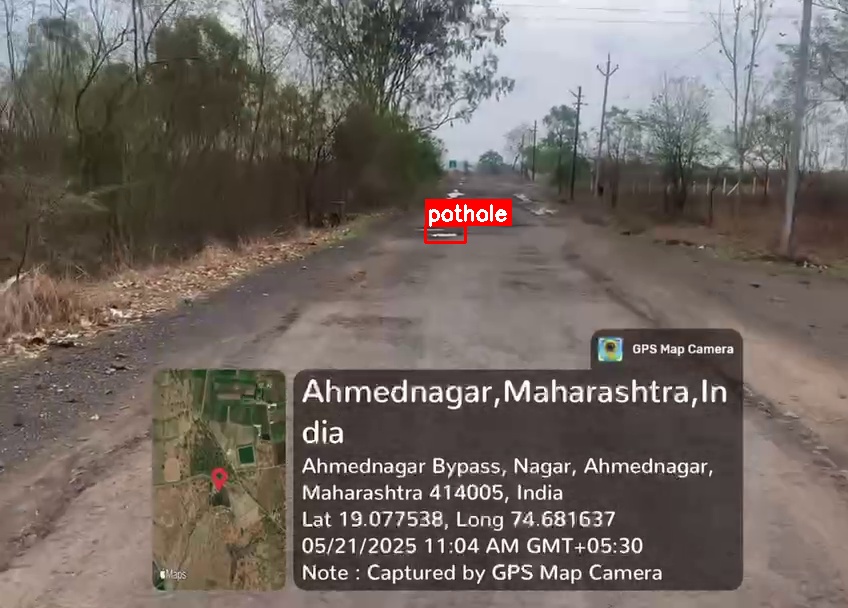 pothole
GPS Map Camera
Ahmednagar,Maharashtra,In
dia
Ahmednagar Bypass, Nagar, Ahmednagar,
Maharashtra 414005, India
Lat 19.077538, Long 74.681637
05/21/2025 11:04 AM GMT+05:30
Note : Captured by GPS Map Camera
Maps